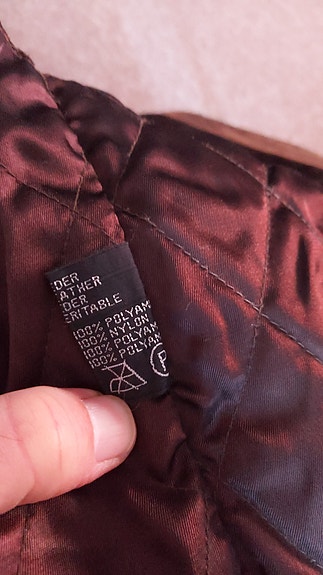 DER
ATHER
DER
ERITABLE
100% POLYAM
100% NYLON
100% POLYAM
100% POLYAM
P